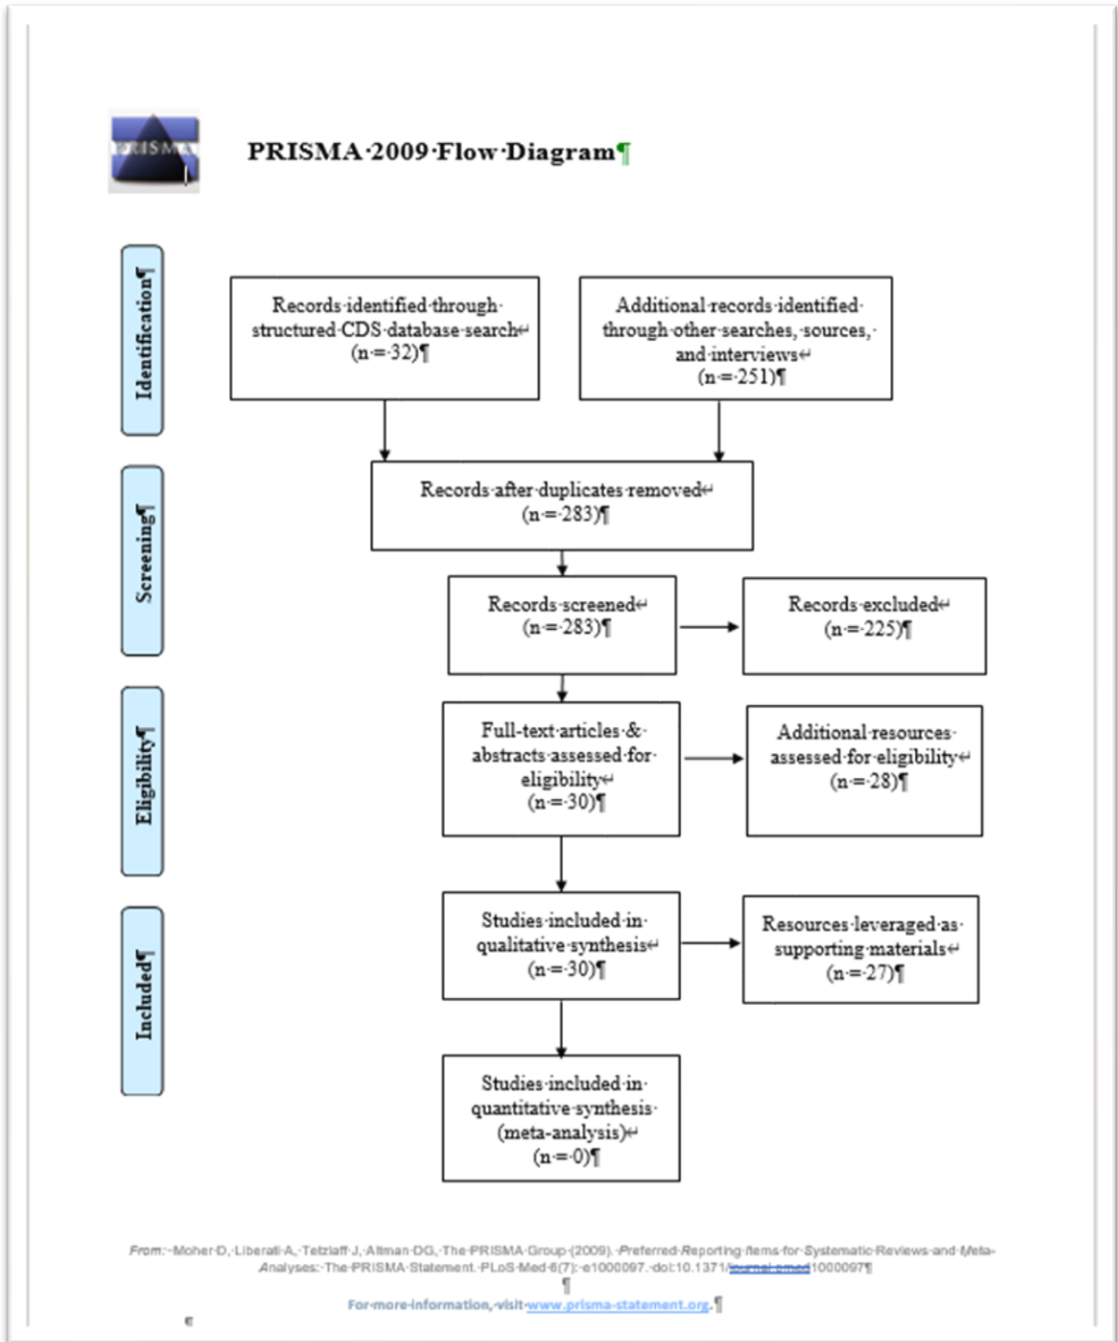 PRISMA
PRISMA·2009·Flow·Diagram¶
Identification¶
Records·identified·through·
structured·CDS·database·search↵
(n·=·32)¶
Additional·records·identified·
through·other·searches,·sources,·
and·interviews↵
(n·=·251)¶
Screening¶
Records·after·duplicates·removed↵
(n·=·283)¶
Records·screened↵
(n·=·283)¶
Records·excluded↵
(n·=·225)¶
Eligibility¶
Full-text·articles·&·
abstracts·assessed·for·
eligibility↵
(n·=·30)¶
Additional·resources·
assessed·for·eligibility↵
(n·=·28)¶
Included¶
Studies·included·in·
qualitative·synthesis↵
(n·=·30)¶
Resources·leveraged·as·
supporting·materials↵
(n·=·27)¶
Studies·included·in·
quantitative·synthesis·
(meta-analysis)↵
(n·=·0)¶
From:·Moher·D,·Liberati·A,·Tetzlaff·J,·Altman·DG,·The·PRISMA·Group·(2009).·Preferred·Reporting·Items·for·Systematic·Reviews·and·Meta-
Analyses:·The·PRISMA·Statement.·PLoS·Med·6(7):·e1000097.·doi:10.1371/journal.pmed1000097¶
¶
For·more·information,·visit·www.prisma-statement.org.¶
¶